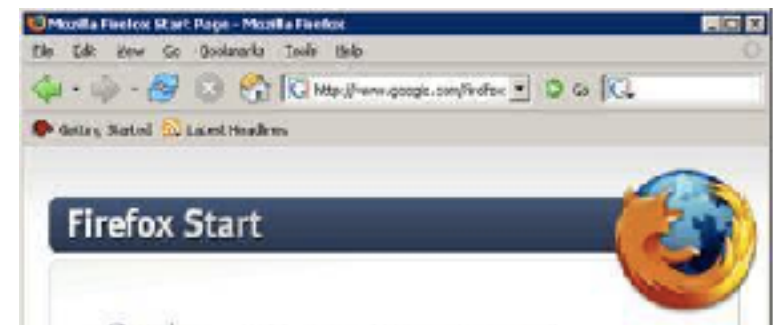 Mozilla Firefox Start Page - Mozilla Firefox
File Edit View Go Bookmarks Tools Help
http://www.google.com/firefox Go
Getting Started Latest Headlines
Firefox Start